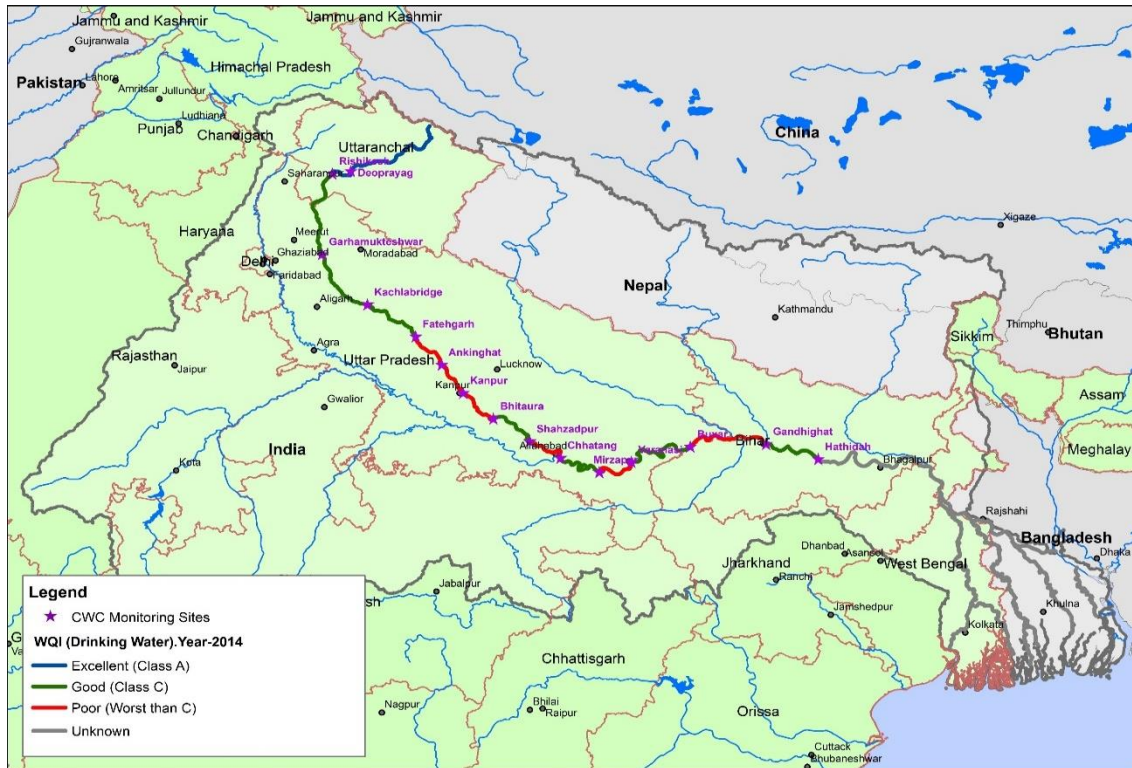 Jammu and Kashmir
Jammu and Kashmir
Gujranwala
Himachal Pradesh
Pakistan
Lahore
Amritsar
Jullundur
Ludhiana
Punjab
Chandigarh
China
Uttaranchal
Rishikesh
Deoprayag
Xigaze
Haryana
Meerut
Garhamukteshwar
Moradabad
Ghaziabad
Delhi
Faridabad
Nepal
Aligarh
Kachlabridge
Kathmandu
Thimphu
Bhutan
Sikkim
Fatehgarh
Agra
Rajasthan
Uttar Pradesh
Ankinghat
Jaipur
Lucknow
Kanpur
Kanpur
Assam
Gwalior
Bhitaura
Shahzadpur
Gandhighat
Meghalay
India
Chhatang
Bihar
Hathidah
Kota
Bhagalpur
Rajshahi
Bangladesh
Dhaka
Dhanbad
Asansol
Jharkhand
West Bengal
Ranchi
Jabalpur
Jamshedpur
Khulna
Kolkata
Chhattisgarh
Nagpur
Bhilai
Raipur
Orissa
Cuttack
Bhubaneshwar
Legend
CWC Monitoring Sites
WQI (Drinking Water).Year-2014
Excellent (Class A)
Good (Class C)
Poor (Worst than C)
Unknown